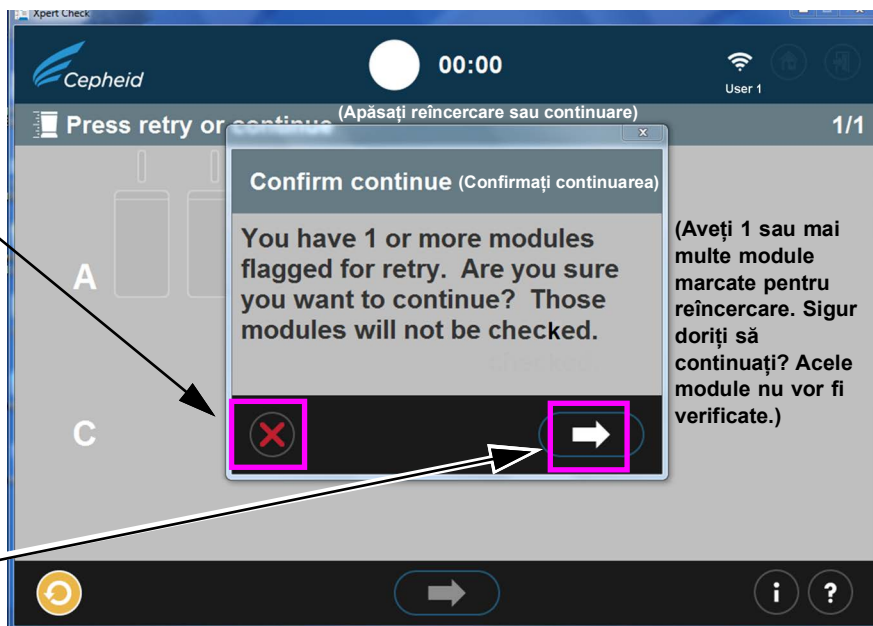 Xpert Check
Cepheid
00:00
User 1
Press retry or continue (Apăsați reîncercare sau continuare)
1/1
Confirm continue (Confirmați continuarea)
You have 1 or more modules
flagged for retry. Are you sure
you want to continue? Those
modules will not be checked.
(Aveți 1 sau mai
multe module
marcate pentru
reîncercare. Sigur
doriți să
continuați? Acele
module nu vor fi
verificate.)
A
C
i
?